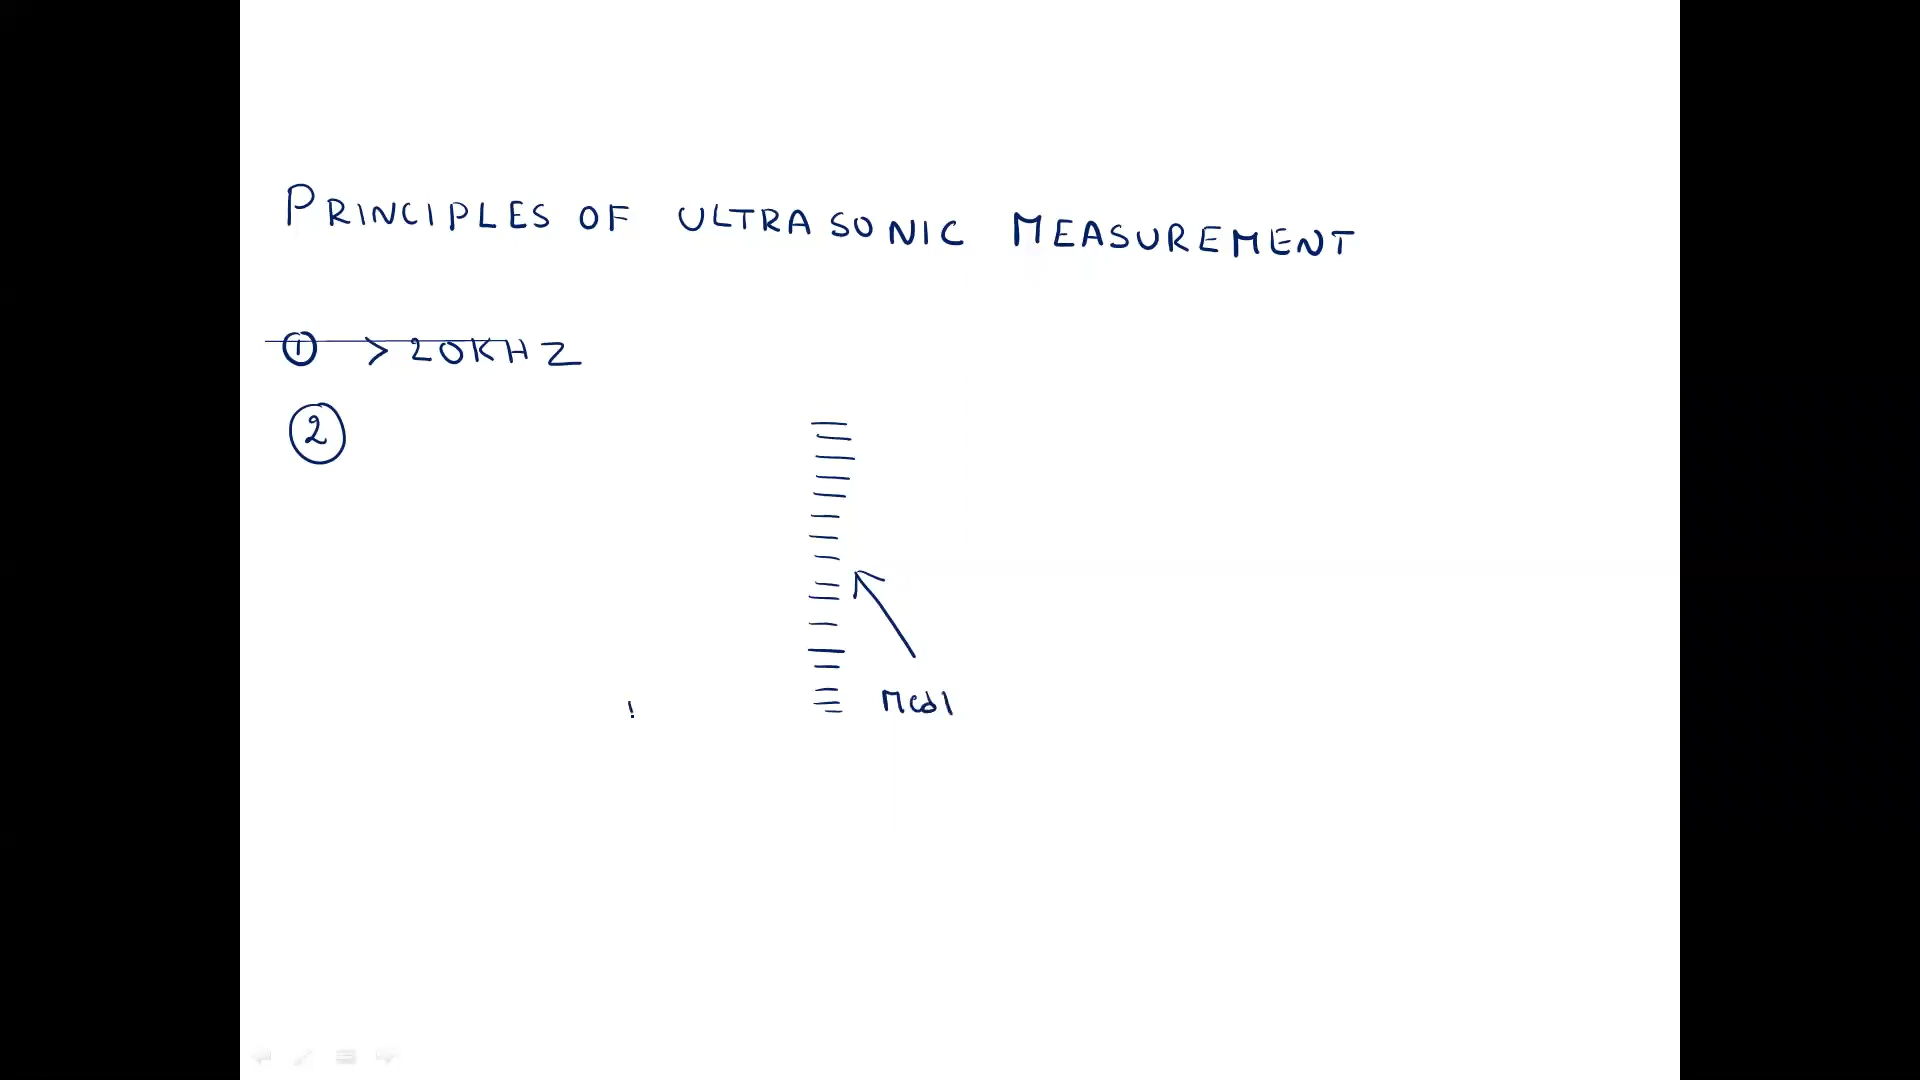 PRINCIPLES OF ULTRASONIC MEASUREMENT
① > 20KHZ
②